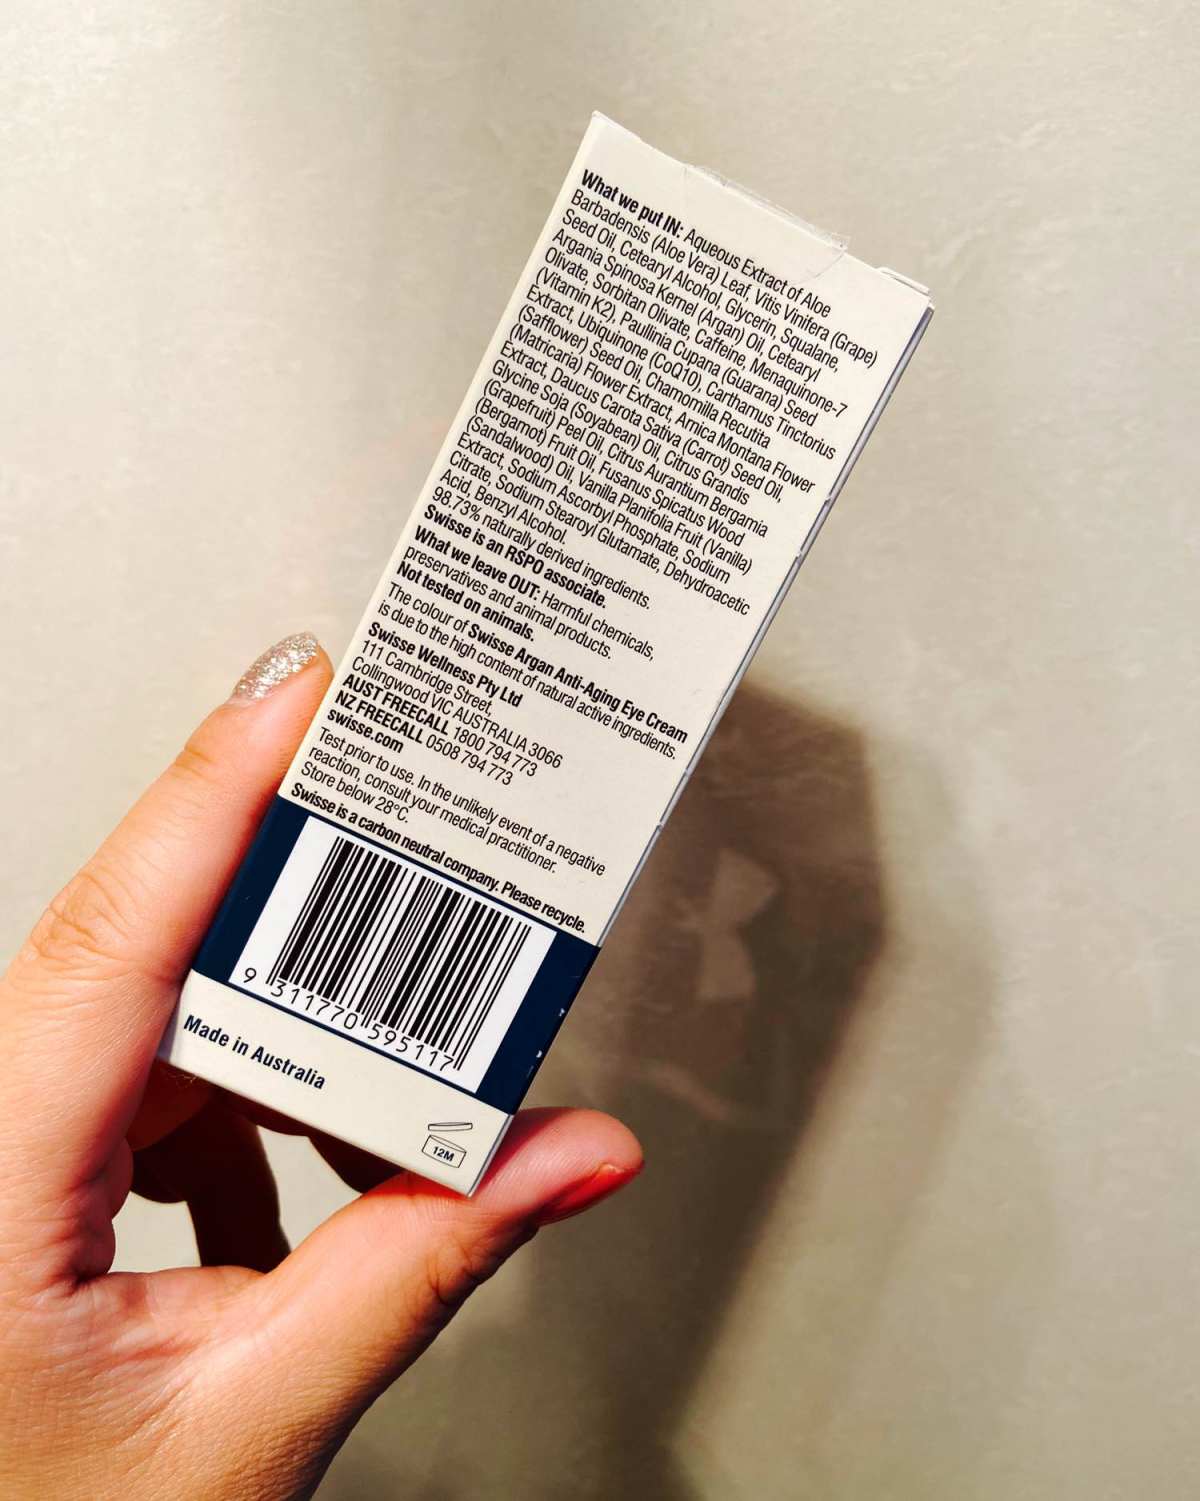 What we put IN: Aqueous Extract of Aloe
Barbadensis (Aloe Vera) Leaf, Vitis Vinifera (Grape)
Seed Oil, Cetearyl Alcohol, Glycerin, Squalane,
Argania Spinosa Kernel (Argan) Oil, Cetearyl
Olivate, Sorbitan Olivate, Caffeine, Menaquinone-7
(Vitamin K2), Paullinia Cupana (Guarana) Seed
Extract, Ubiquinone (CoQ10), Carthamus Tinctorius
(Safflower) Seed Oil, Chamomilla Recutita
(Matricaria) Flower Extract, Arnica Montana Flower
Extract, Daucus Carota Sativa (Carrot) Seed Oil,
Glycine Soja (Soyabean) Oil, Citrus Grandis
(Grapefruit) Peel Oil, Citrus Aurantium Bergamia
(Bergamot) Fruit Oil, Fusanus Spicatus Wood
(Sandalwood) Oil, Vanilla Planifolia Fruit (Vanilla)
Extract, Sodium Ascorbyl Phosphate, Sodium
Citrate, Sodium Stearoyl Glutamate, Dehydroacetic
Acid, Benzyl Alcohol.
98.73% naturally derived ingredients.
Swisse is an RSPO associate.
What we leave OUT: Harmful chemicals,
preservatives and animal products.
Not tested on animals.
The colour of Swisse Argan Anti-Aging Eye Cream
is due to the high content of natural active ingredients.
Swisse Wellness Pty Ltd
111 Cambridge Street,
Collingwood VIC AUSTRALIA 3066
AUST FREECALL 1800 794 773
NZ FREECALL 0508 794 773
swisse.com
Test prior to use. In the unlikely event of a negative
reaction, consult your medical practitioner.
Store below 28°C.
Swisse is a carbon neutral company. Please recycle.
9 311770 595117
Made in Australia
12M